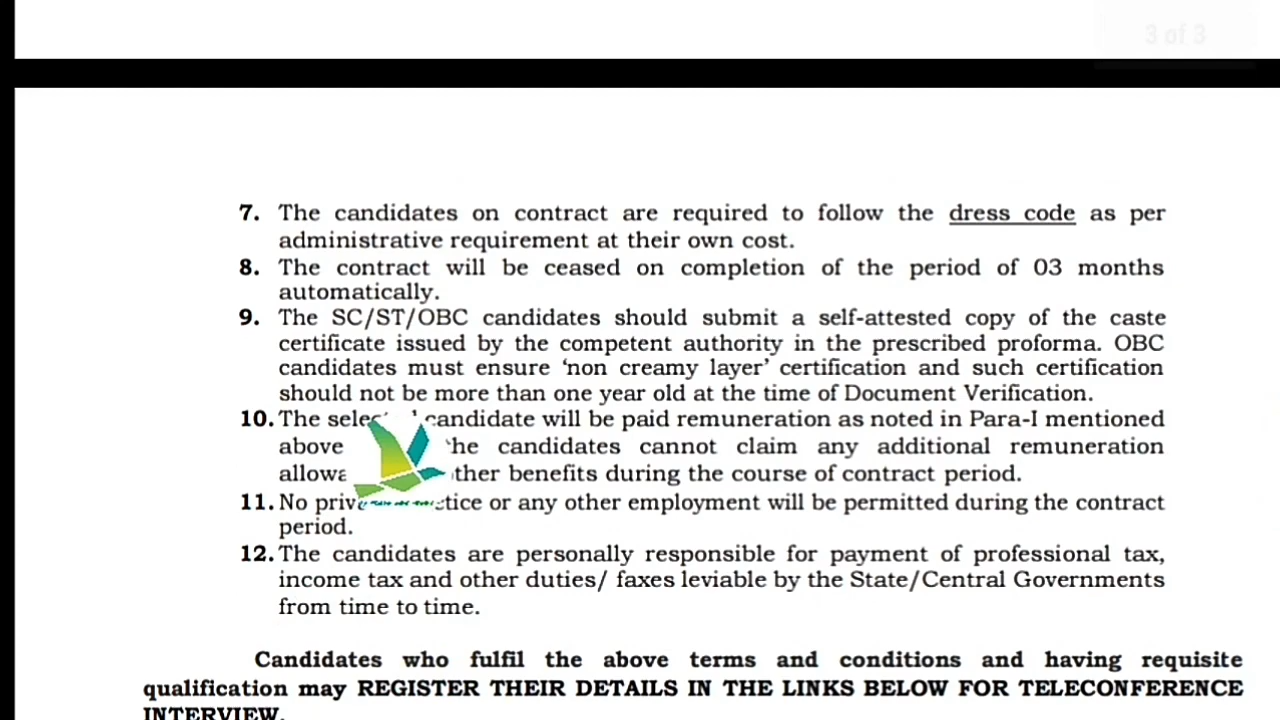 3 of 3
7. The candidates on contract are required to follow the dress code as per
administrative requirement at their own cost.
8. The contract will be ceased on completion of the period of 03 months
automatically.
9. The SC/ST/OBC candidates should submit a self-attested copy of the caste
certificate issued by the competent authority in the prescribed proforma. OBC
candidates must ensure ‘non creamy layer’ certification and such certification
should not be more than one year old at the time of Document Verification.
10. The candidate will be paid remuneration as noted in Para-I mentioned
above candidates cannot claim any additional remuneration
benefits during the course of contract period.
11. No or any other employment will be permitted during the contract
period.
12. The candidates are personally responsible for payment of professional tax,
income tax and other duties/ faxes leviable by the State/Central Governments
from time to time.
Candidates who fulfil the above terms and conditions and having requisite
qualification may REGISTER THEIR DETAILS IN THE LINKS BELOW FOR TELECONFERENCE
INTERVIEW.